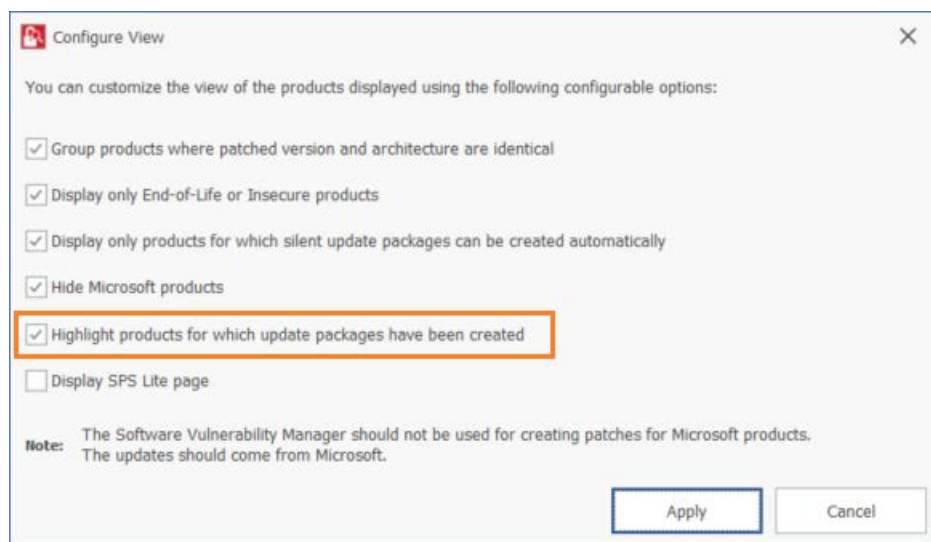 Configure View
You can customize the view of the products displayed using the following configurable options:
Group products where patched version and architecture are identical
Display only End-of-Life or Insecure products
Display only products for which silent update packages can be created automatically
Hide Microsoft products
Highlight products for which update packages have been created
Display SPS Lite page
Note: The Software Vulnerability Manager should not be used for creating patches for Microsoft products.
The updates should come from Microsoft.
Apply Cancel